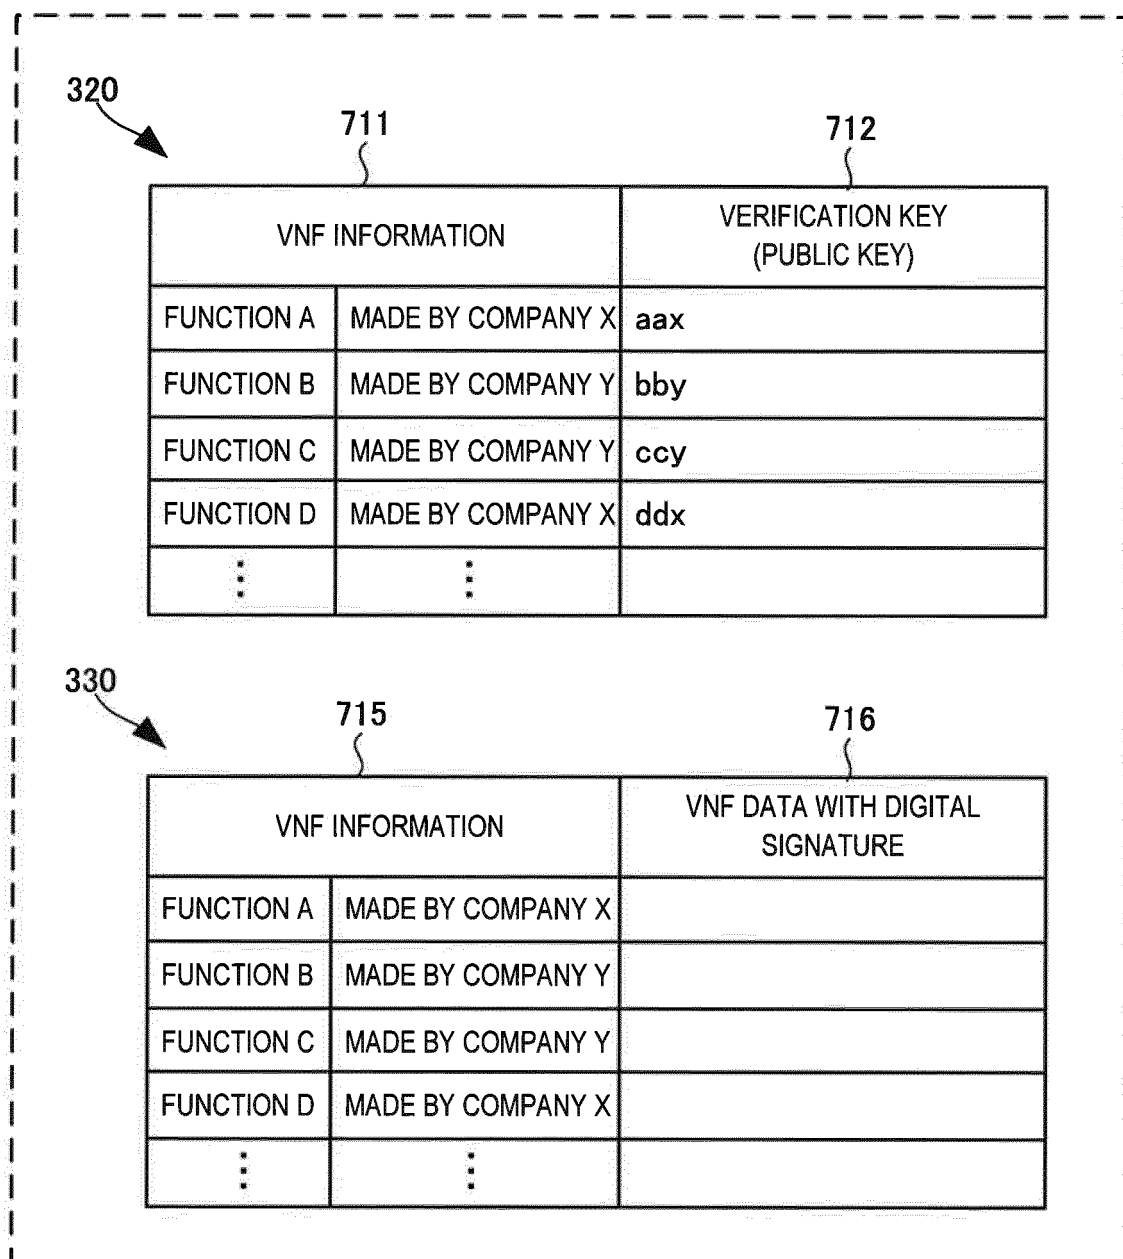 320
711
712
VNF INFORMATION
VERIFICATION KEY
(PUBLIC KEY)
FUNCTION A MADE BY COMPANY X aax
FUNCTION B MADE BY COMPANY Y bby
FUNCTION C MADE BY COMPANY Y ccy
FUNCTION D MADE BY COMPANY X ddx
⋮ ⋮
330
715
716
VNF INFORMATION
VNF DATA WITH DIGITAL
SIGNATURE
FUNCTION A MADE BY COMPANY X
FUNCTION B MADE BY COMPANY Y
FUNCTION C MADE BY COMPANY Y
FUNCTION D MADE BY COMPANY X
⋮ ⋮